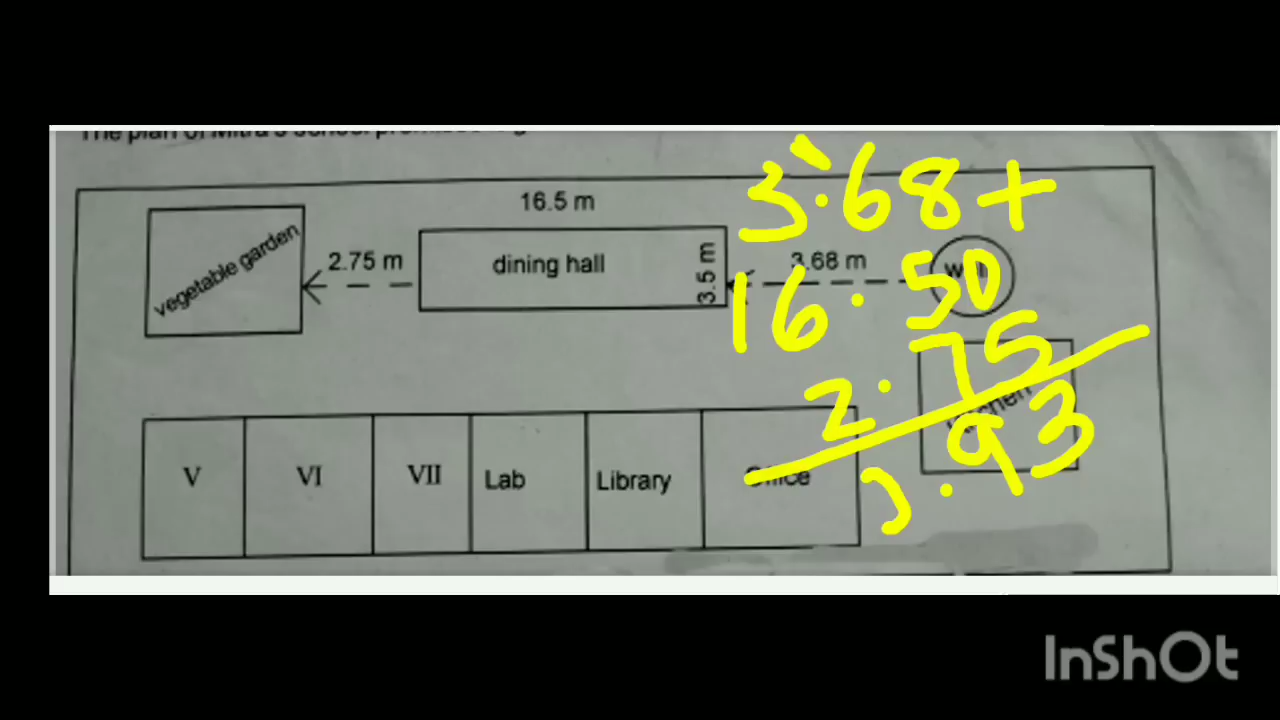 16.5 m
vegetable garden
2.75 m
dining hall
3.5 m
3.68 m
3.68+
16.50
2.75
.93
V
VI
VII
Lab
Library
Office
InShOt